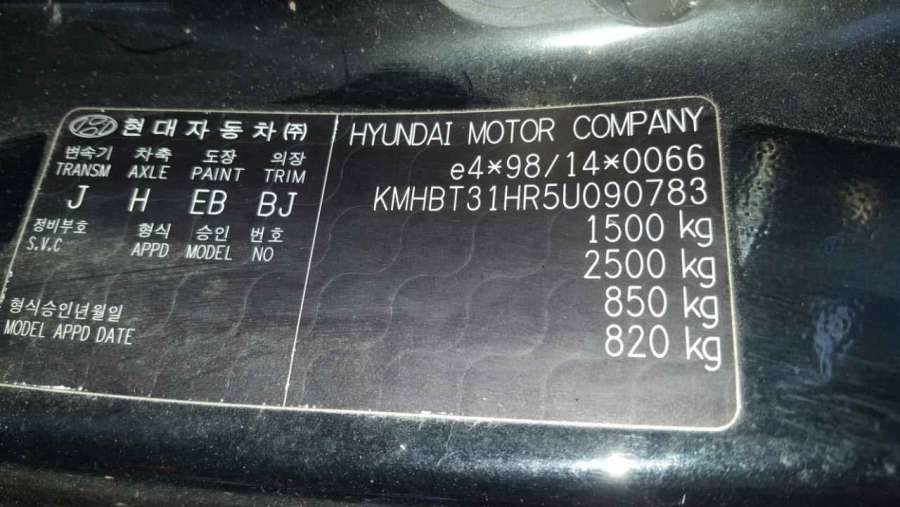 현대자동차(주)
변속기 차축 도장 의장
TRANSM AXLE PAINT TRIM
J H EB BJ
정비부호 형식 승인 번호
S.V.C APPD MODEL NO
형식승인년월일
MODEL APPD DATE
HYUNDAI MOTOR COMPANY
e4*98/14*0066
KMHBT31HR5U090783
1500 kg
2500 kg
850 kg
820 kg